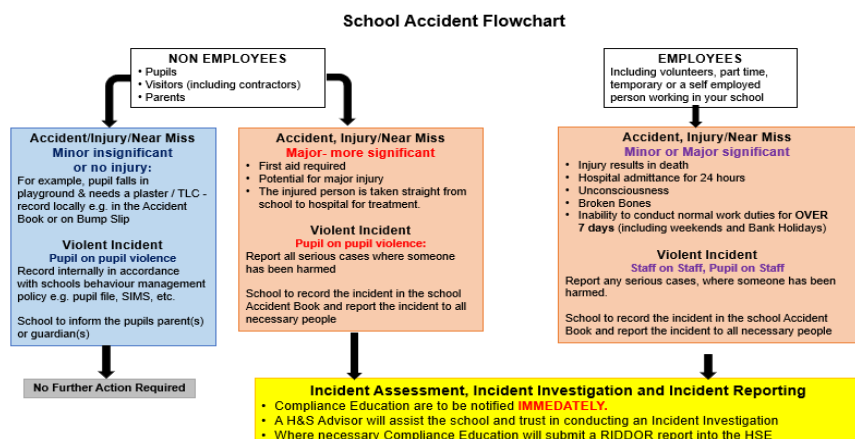 School Accident Flowchart
NON EMPLOYEES
• Pupils
• Visitors (including contractors)
• Parents
EMPLOYEES
Including volunteers, part time,
temporary or a self employed
person working in your school
Accident/Injury/Near Miss
Minor insignificant
or no injury:
For example, pupil falls in
playground & needs a plaster / TLC -
record locally e.g. in the Accident
Book or on Bump Slip
Violent Incident
Pupil on pupil violence
Record internally in accordance
with schools behaviour management
policy e.g. pupil file, SIMS, etc.
School to inform the pupils parent(s)
or guardian(s)
No Further Action Required
Accident, Injury/Near Miss
Major- more significant
• First aid required
• Potential for major injury
• The injured person is taken straight from
school to hospital for treatment.
Violent Incident
Pupil on pupil violence:
Report all serious cases where someone
has been harmed
School to record the incident in the school
Accident Book and report the incident to all
necessary people
Accident, Injury/Near Miss
Minor or Major significant
• Injury results in death
• Hospital admittance for 24 hours
• Unconsciousness
• Broken Bones
• Inability to conduct normal work duties for OVER
7 days (including weekends and Bank Holidays)
Violent Incident
Staff on Staff, Pupil on Staff
Report any serious cases, where someone has been
harmed.
School to record the incident in the school Accident
Book and report the incident to all necessary people
Incident Assessment, Incident Investigation and Incident Reporting
• Compliance Education are to be notified IMMEDATELY.
• A H&S Advisor will assist the school and trust in conducting an Incident Investigation
• Where necessary Compliance Education will submit a RIDDOR report into the HSE